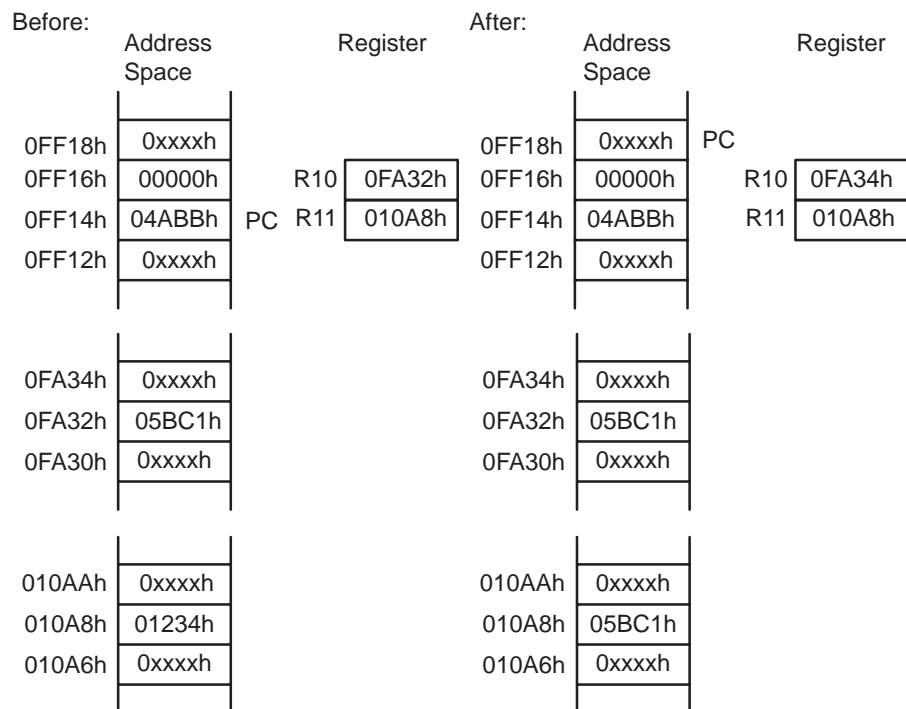 Before:
Address Space
Register
0FF18h 0xxxxh
0FF16h 00000h R10 0FA32h
0FF14h 04ABBh PC R11 010A8h
0FF12h 0xxxxh
0FA34h 0xxxxh
0FA32h 05BC1h
0FA30h 0xxxxh
010AAh 0xxxxh
010A8h 01234h
010A6h 0xxxxh
After:
Address Space
Register
0FF18h 0xxxxh PC
0FF16h 00000h R10 0FA34h
0FF14h 04ABBh R11 010A8h
0FF12h 0xxxxh
0FA34h 0xxxxh
0FA32h 05BC1h
0FA30h 0xxxxh
010AAh 0xxxxh
010A8h 05BC1h
010A6h 0xxxxh